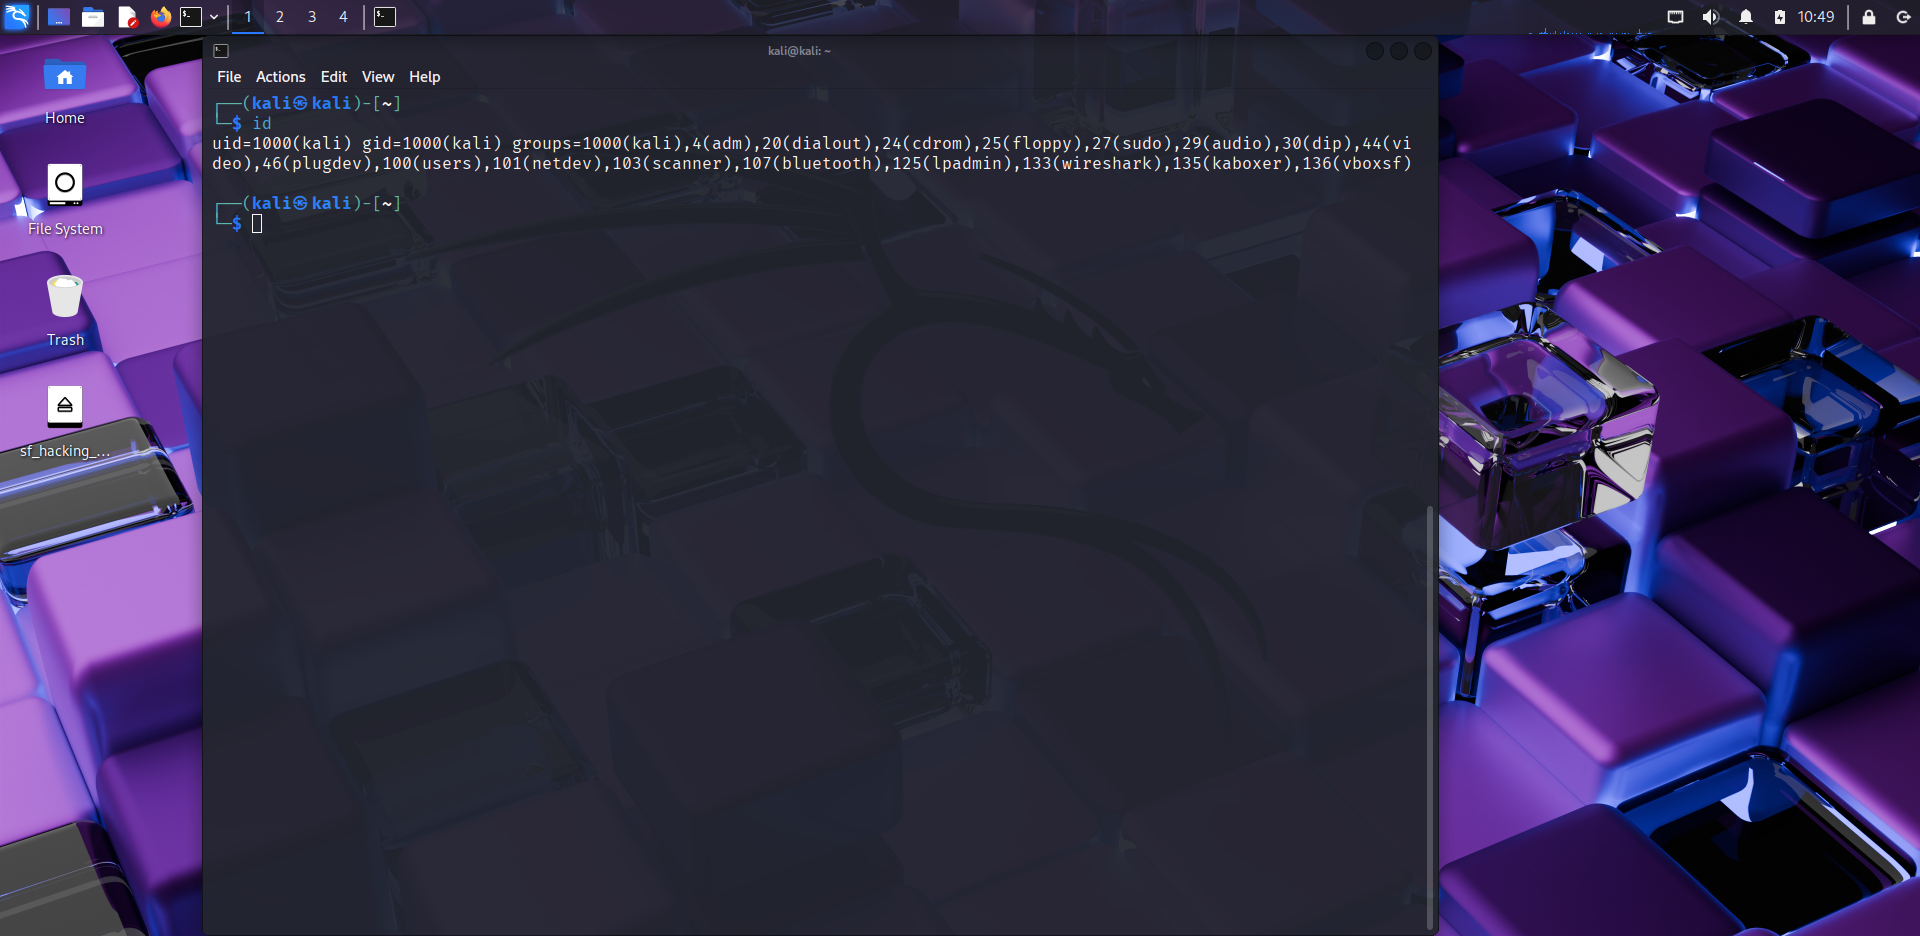 1 2 3 4
10:49
kali@kali: ~
File Actions Edit View Help
┌──(kali㉿kali)-[~]
└─$ id
uid=1000(kali) gid=1000(kali) groups=1000(kali),4(adm),20(dialout),24(cdrom),25(floppy),27(sudo),29(audio),30(dip),44(vi
deo),46(plugdev),100(users),101(netdev),103(scanner),107(bluetooth),125(lpadmin),133(wireshark),135(kaboxer),136(vboxsf)
┌──(kali㉿kali)-[~]
└─$
Home
File System
Trash
sf_hacking_...